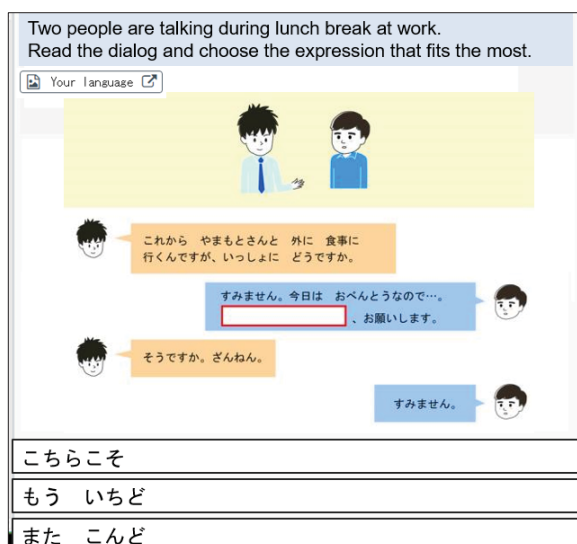 Two people are talking during lunch break at work.
Read the dialog and choose the expression that fits the most.
Your language
これから やまもとさんと 外に 食事に
行くんですが、いっしょに どうですか。
すみません。今日は おべんとうなので…。
、お願いします。
そうですか。ざんねん。
すみません。
こちらこそ
もう いちど
また こんど